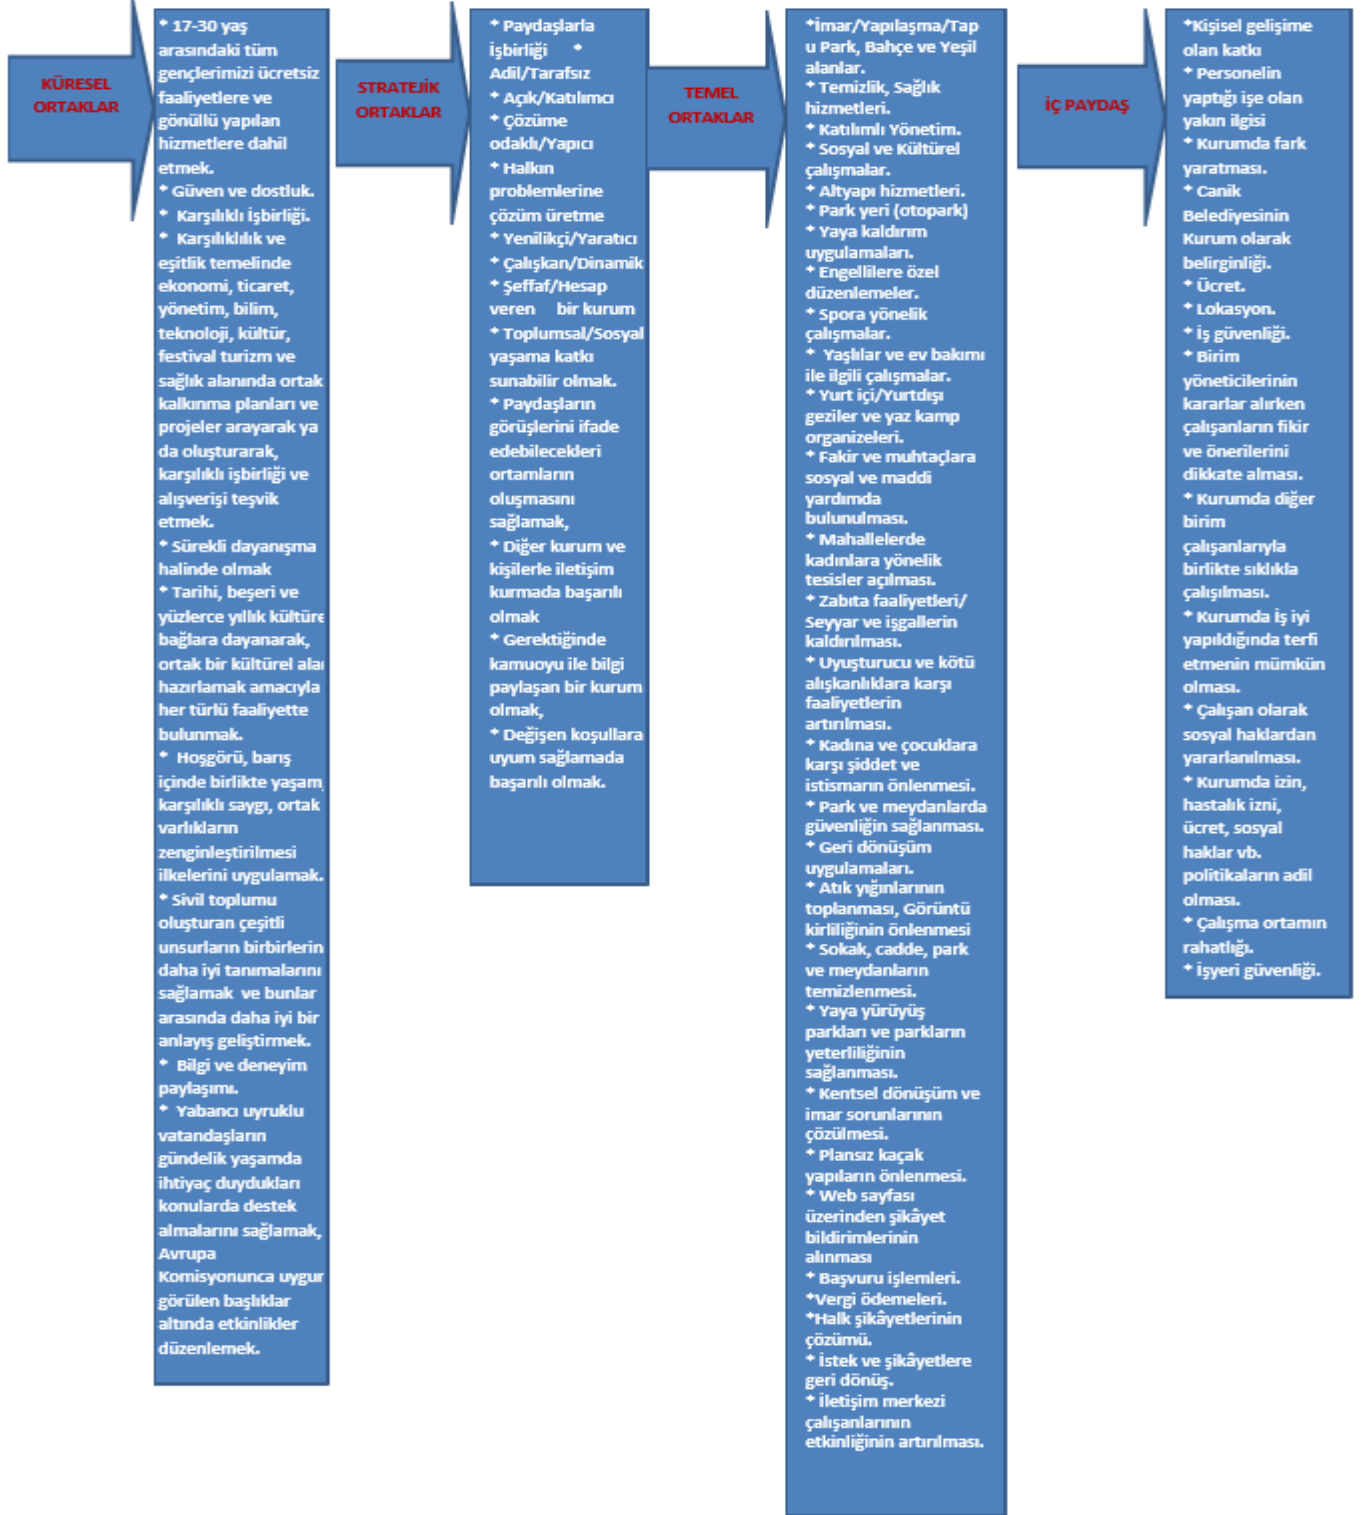 KÜRESEL
ORTAKLAR
* 17-30 yaş
arasındaki tüm
gençlerimizi ücretsiz
faaliyetlere ve
gönüllü yapılan
hizmetlere dahil
etmek.
* Güven ve dostluk.
* Karşılıklı İşbirliği.
* Karşılıklılık ve
eşitlik temelinde
ekonomi, ticaret,
yönetim, bilim,
teknoloji, kültür,
festival turizm ve
sağlık alanında ortak
kalkınma planları ve
projeler arayarak ya
da oluşturarak,
karşılıklı işbirliği ve
alışverişi teşvik
etmek.
* Sürekli dayanışma
halinde olmak
* Tarihi, beşeri ve
yüzlerce yıllık kültüre
bağlara dayanarak,
ortak bir kültürel alan
hazırlamak amacıyla
her türlü faaliyette
bulunmak.
* Hoşgörü, barış
içinde birlikte yaşam,
karşılıklı saygı, ortak
varlıkların
zenginleştirilmesi
ilkelerini uygulamak.
* Sivil toplumu
oluşturan çeşitli
unsurların birbirlerin
daha iyi tanımalarını
sağlamak ve bunlar
arasında daha iyi bir
anlayış geliştirmek.
* Bilgi ve deneyim
paylaşımı.
* Yabancı uyruklu
vatandaşların
gündelik yaşamda
ihtiyaç duydukları
konularda destek
almalarını sağlamak,
Avrupa
Komisyonunca uygun
görülen başlıklar
altında etkinlikler
düzenlemek.
STRATEJİK
ORTAKLAR
* Paydaşlarla
işbirliği *
Adil/Tarafsız
* Açık/Katılımcı
* Çözüme
odaklı/Yapıcı
* Halkın
problemlerine
çözüm üretme
* Yenilikçi/Yaratıcı
* Çalışkan/Dinamik
* Şeffaf/Hesap
veren bir kurum
* Toplumsal/Sosyal
yaşama katkı
sunabilir olmak.
* Paydaşların
görüşlerini ifade
edebilecekleri
ortamların
oluşmasını
sağlamak,
* Diğer kurum ve
kişilerle iletişim
kurmada başarılı
olmak
* Gerektiğinde
kamuoyu ile bilgi
paylaşan bir kurum
olmak,
* Değişen koşullara
uyum sağlamada
başarılı olmak.
TEMEL
ORTAKLAR
*İmar/Yapılaşma/Tap
u Park, Bahçe ve Yeşil
alanlar.
* Temizlik, Sağlık
hizmetleri.
* Katılımlı Yönetim.
* Sosyal ve Kültürel
çalışmalar.
* Altyapı hizmetleri.
* Park yeri (otopark)
* Yaya kaldırım
uygulamaları.
* Engellilere özel
düzenlemeler.
* Spora yönelik
çalışmalar.
* Yaşlılar ve ev bakımı
ile ilgili çalışmalar.
* Yurt içi/Yurtdışı
geziler ve yaz kamp
organizeleri.
* Fakir ve muhtaçlara
sosyal ve maddi
yardımda
bulunulması.
* Mahallelerde
kadınlara yönelik
tesisler açılması.
* Zabıta faaliyetleri/
Seyyar ve işgallerin
kaldırılması.
* Uyuşturucu ve kötü
alışkanlıklara karşı
faaliyetlerin
artırılması.
* Kadına ve çocuklara
karşı şiddet ve
istismarın önlenmesi.
* Park ve meydanlarda
güvenliğin sağlanması.
* Geri dönüşüm
uygulamaları.
* Atık yığınlarının
toplanması, Görüntü
kirliliğinin önlenmesi
* Sokak, cadde, park
ve meydanların
temizlenmesi.
* Yaya yürüyüş
parkları ve parkların
yeterliliğinin
sağlanması.
* Kentsel dönüşüm ve
imar sorunlarının
çözülmesi.
* Plansız kaçak
yapıların önlenmesi.
* Web sayfası
üzerinden şikâyet
bildirimlerinin
alınması
* Başvuru işlemleri.
*Vergi ödemeleri.
*Halk şikâyetlerinin
çözümü.
* İstek ve şikâyetlere
geri dönüş.
* İletişim merkezi
çalışanlarının
etkinliğinin artırılması.
İÇ PAYDAŞ
*Kişisel gelişime
olan katkı
* Personelin
yaptığı işe olan
yakın ilgisi
* Kurumda fark
yaratması.
* Canik
Belediyesinin
Kurum olarak
belirginliği.
* Ücret.
* Lokasyon.
* İş güvenliği.
* Birim
yöneticilerinin
kararlar alırken
çalışanların fikir
ve önerilerini
dikkate alması.
* Kurumda diğer
birim
çalışanlarıyla
birlikte sıklıkla
çalışılması.
* Kurumda İş iyi
yapıldığında terfi
etmenin mümkün
olması.
* Çalışan olarak
sosyal haklardan
yararlanılması.
* Kurumda izin,
hastalık izni,
ücret, sosyal
haklar vb.
politikaların adil
olması.
* Çalışma ortamın
rahatlığı.
* İşyeri güvenliği.